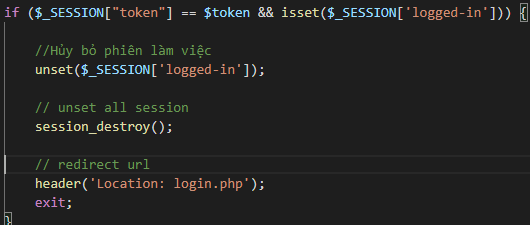 if ($_SESSION["token"] == $token && isset($_SESSION['logged-in'])) {
//Hủy bỏ phiên làm việc
unset($_SESSION['logged-in']);
// unset all session
session_destroy();
// redirect url
header('Location: login.php');
exit;
}